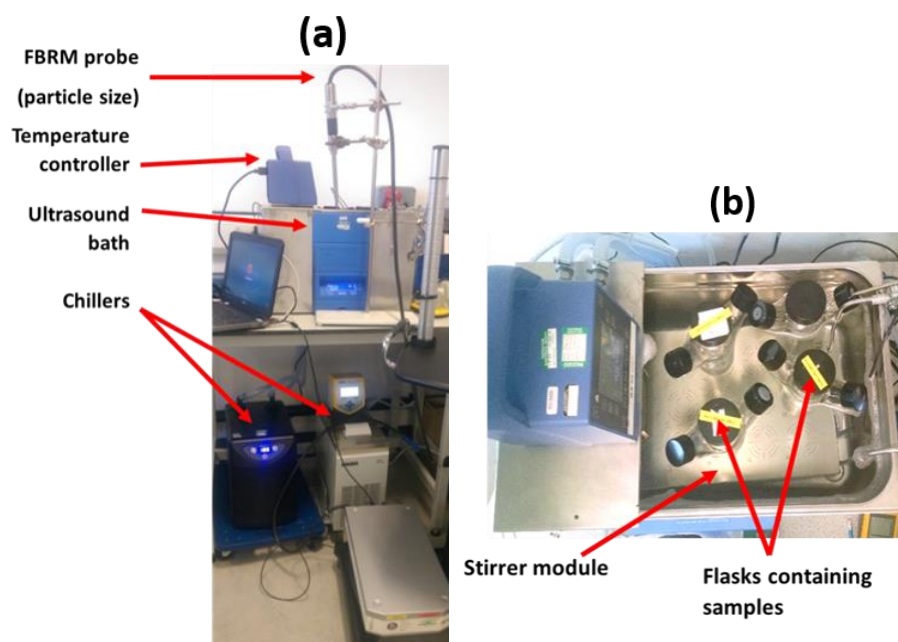 (a)
FBRM probe
(particle size)
Temperature
controller
Ultrasound
bath
Chillers
(b)
Stirrer module
Flasks containing
samples